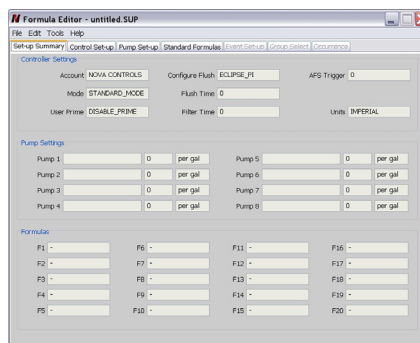 Formula Editor - untitled.SUP
File Edit Tools Help
Set-up Summary Control Set-up Pump Set-up Standard Formulas Event Set-up Group Select Occurrence
Controller Settings
Account NOVA CONTROLS Configure Flush ECLIPSE_PI AFS Trigger 0
Mode STANDARD_MODE Flush Time 0
User Prime DISABLE_PRIME Filter Time 0 Units IMPERIAL
Pump Settings
Pump 1 0 per gal Pump 5 0 per gal
Pump 2 0 per gal Pump 6 0 per gal
Pump 3 0 per gal Pump 7 0 per gal
Pump 4 0 per gal Pump 8 0 per gal
Formulas
F1 - F6 - F11 - F16 -
F2 - F7 - F12 - F17 -
F3 - F8 - F13 - F18 -
F4 - F9 - F14 - F19 -
F5 - F10 - F15 - F20 -